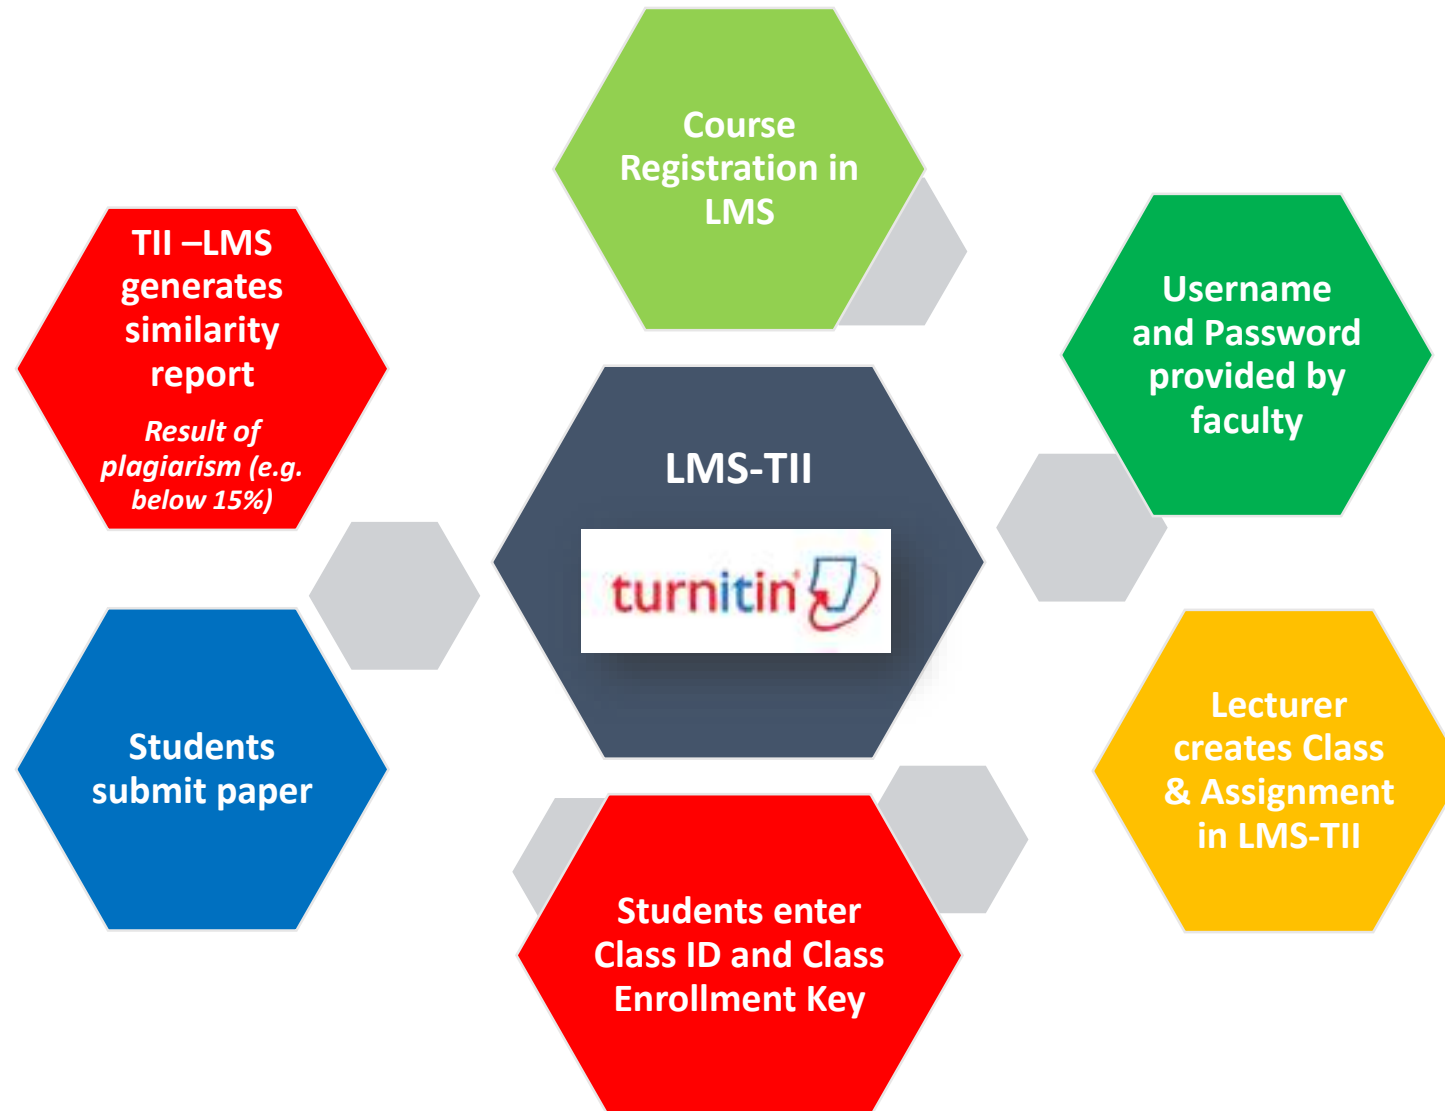 Course
Registration in
LMS
Username
and Password
provided by
faculty
Lecturer
creates Class
& Assignment
in LMS-TII
Students enter
Class ID and Class
Enrollment Key
Students
submit paper
TII –LMS
generates
similarity
report
Result of
plagiarism (e.g.
below 15%)
LMS-TII
turnitin